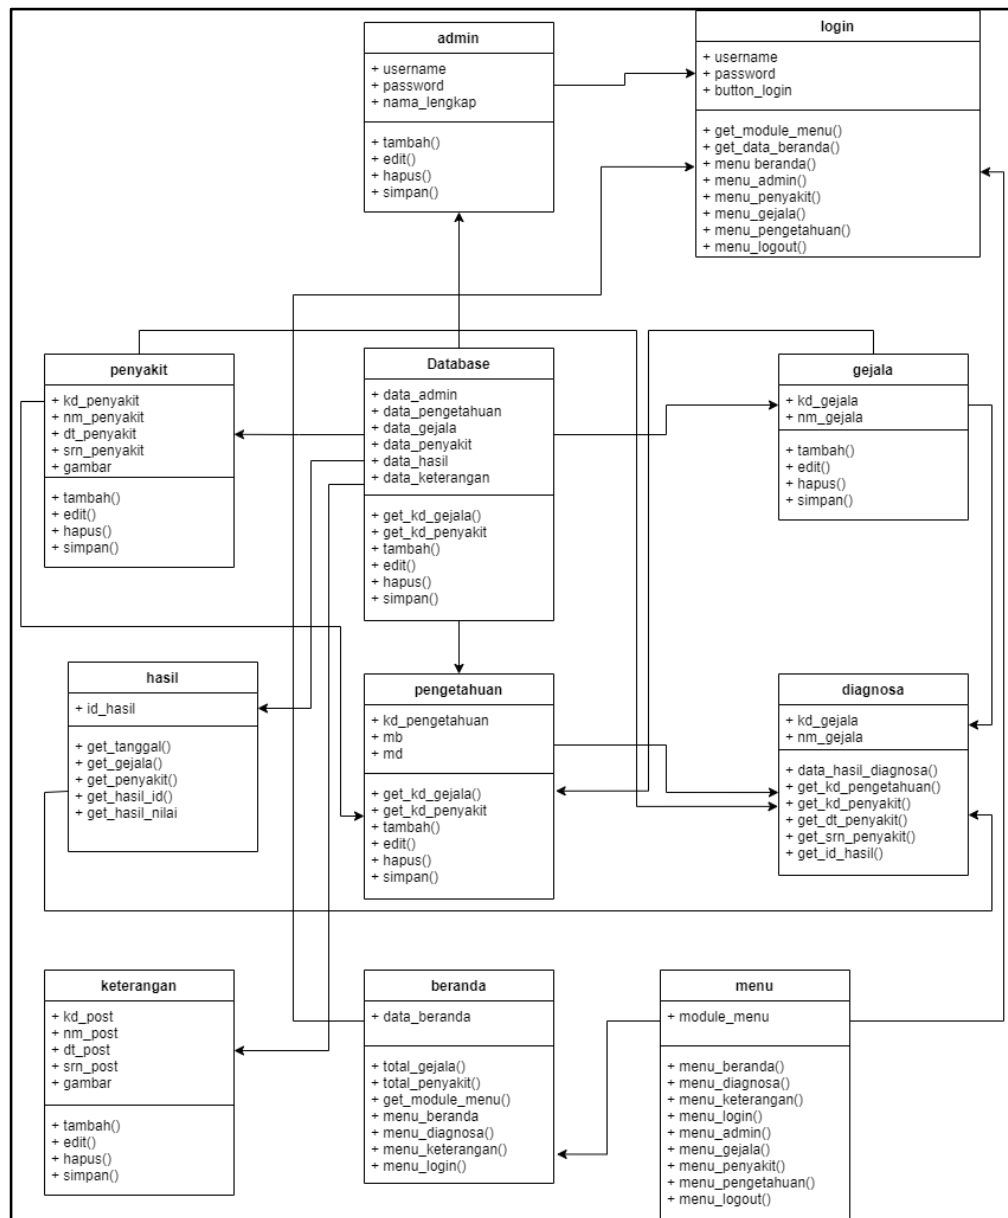 admin
+ username
+ password
+ nama_lengkap
+ tambah()
+ edit()
+ hapus()
+ simpan()
login
+ username
+ password
+ button_login
+ get_module_menu()
+ get_data_beranda()
+ menu beranda()
+ menu_admin()
+ menu_penyakit()
+ menu_gejala()
+ menu_pengetahuan()
+ menu_logout()
penyakit
+ kd_penyakit
+ nm_penyakit
+ dt_penyakit
+ srn_penyakit
+ gambar
+ tambah()
+ edit()
+ hapus()
+ simpan()
Database
+ data_admin
+ data_pengetahuan
+ data_gejala
+ data_penyakit
+ data_hasil
+ data_keterangan
+ get_kd_gejala()
+ get_kd_penyakit
+ tambah()
+ edit()
+ hapus()
+ simpan()
gejala
+ kd_gejala
+ nm_gejala
+ tambah()
+ edit()
+ hapus()
+ simpan()
hasil
+ id_hasil
+ get_tanggal()
+ get_gejala()
+ get_penyakit()
+ get_hasil_id()
+ get_hasil_nilai
pengetahuan
+ kd_pengetahuan
+ mb
+ md
+ get_kd_gejala()
+ get_kd_penyakit
+ tambah()
+ edit()
+ hapus()
+ simpan()
diagnosa
+ kd_gejala
+ nm_gejala
+ data_hasil_diagnosa()
+ get_kd_pengetahuan()
+ get_kd_penyakit()
+ get_dt_penyakit()
+ get_srn_penyakit()
+ get_id_hasil()
keterangan
+ kd_post
+ nm_post
+ dt_post
+ srn_post
+ gambar
+ tambah()
+ edit()
+ hapus()
+ simpan()
beranda
+ data_beranda
+ total_gejala()
+ total_penyakit()
+ get_module_menu()
+ menu_beranda
+ menu_diagnosa()
+ menu_keterangan()
+ menu_login()
menu
+ module_menu
+ menu_beranda()
+ menu_diagnosa()
+ menu_keterangan()
+ menu_login()
+ menu_admin()
+ menu_gejala()
+ menu_penyakit()
+ menu_pengetahuan()
+ menu_logout()